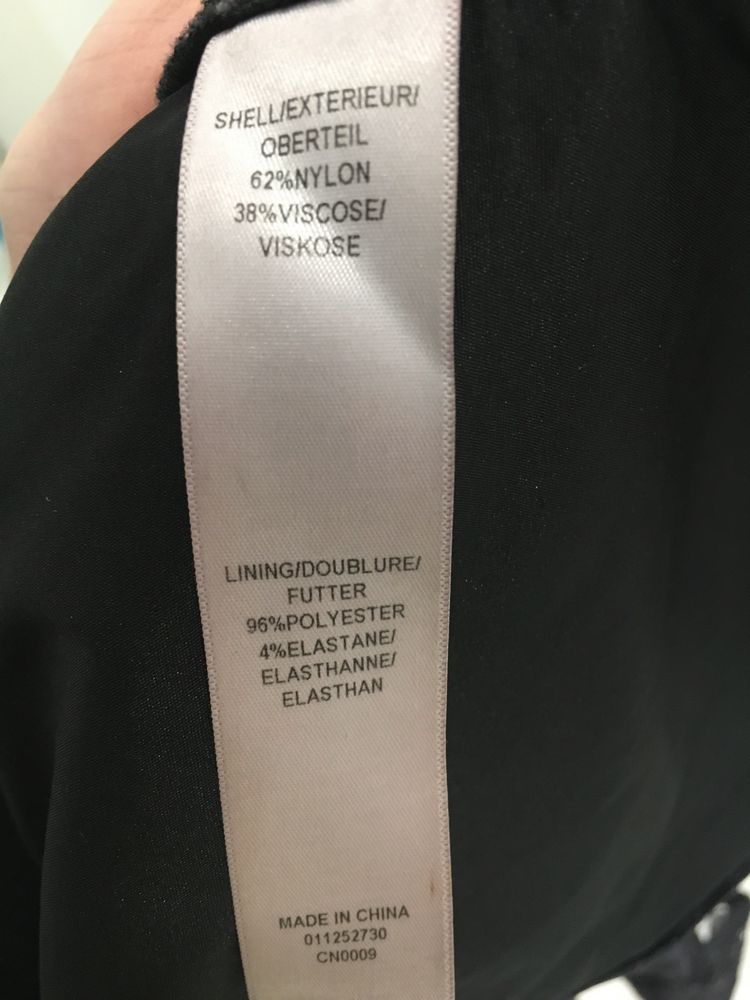 SHELL/EXTERIEUR/
OBERTEIL
62%NYLON
38%VISCOSE/
VISKOSE
LINING/DOUBLURE/
FUTTER
96%POLYESTER
4%ELASTANE/
ELASTHANNE/
ELASTHAN
MADE IN CHINA
011252730
CN0009